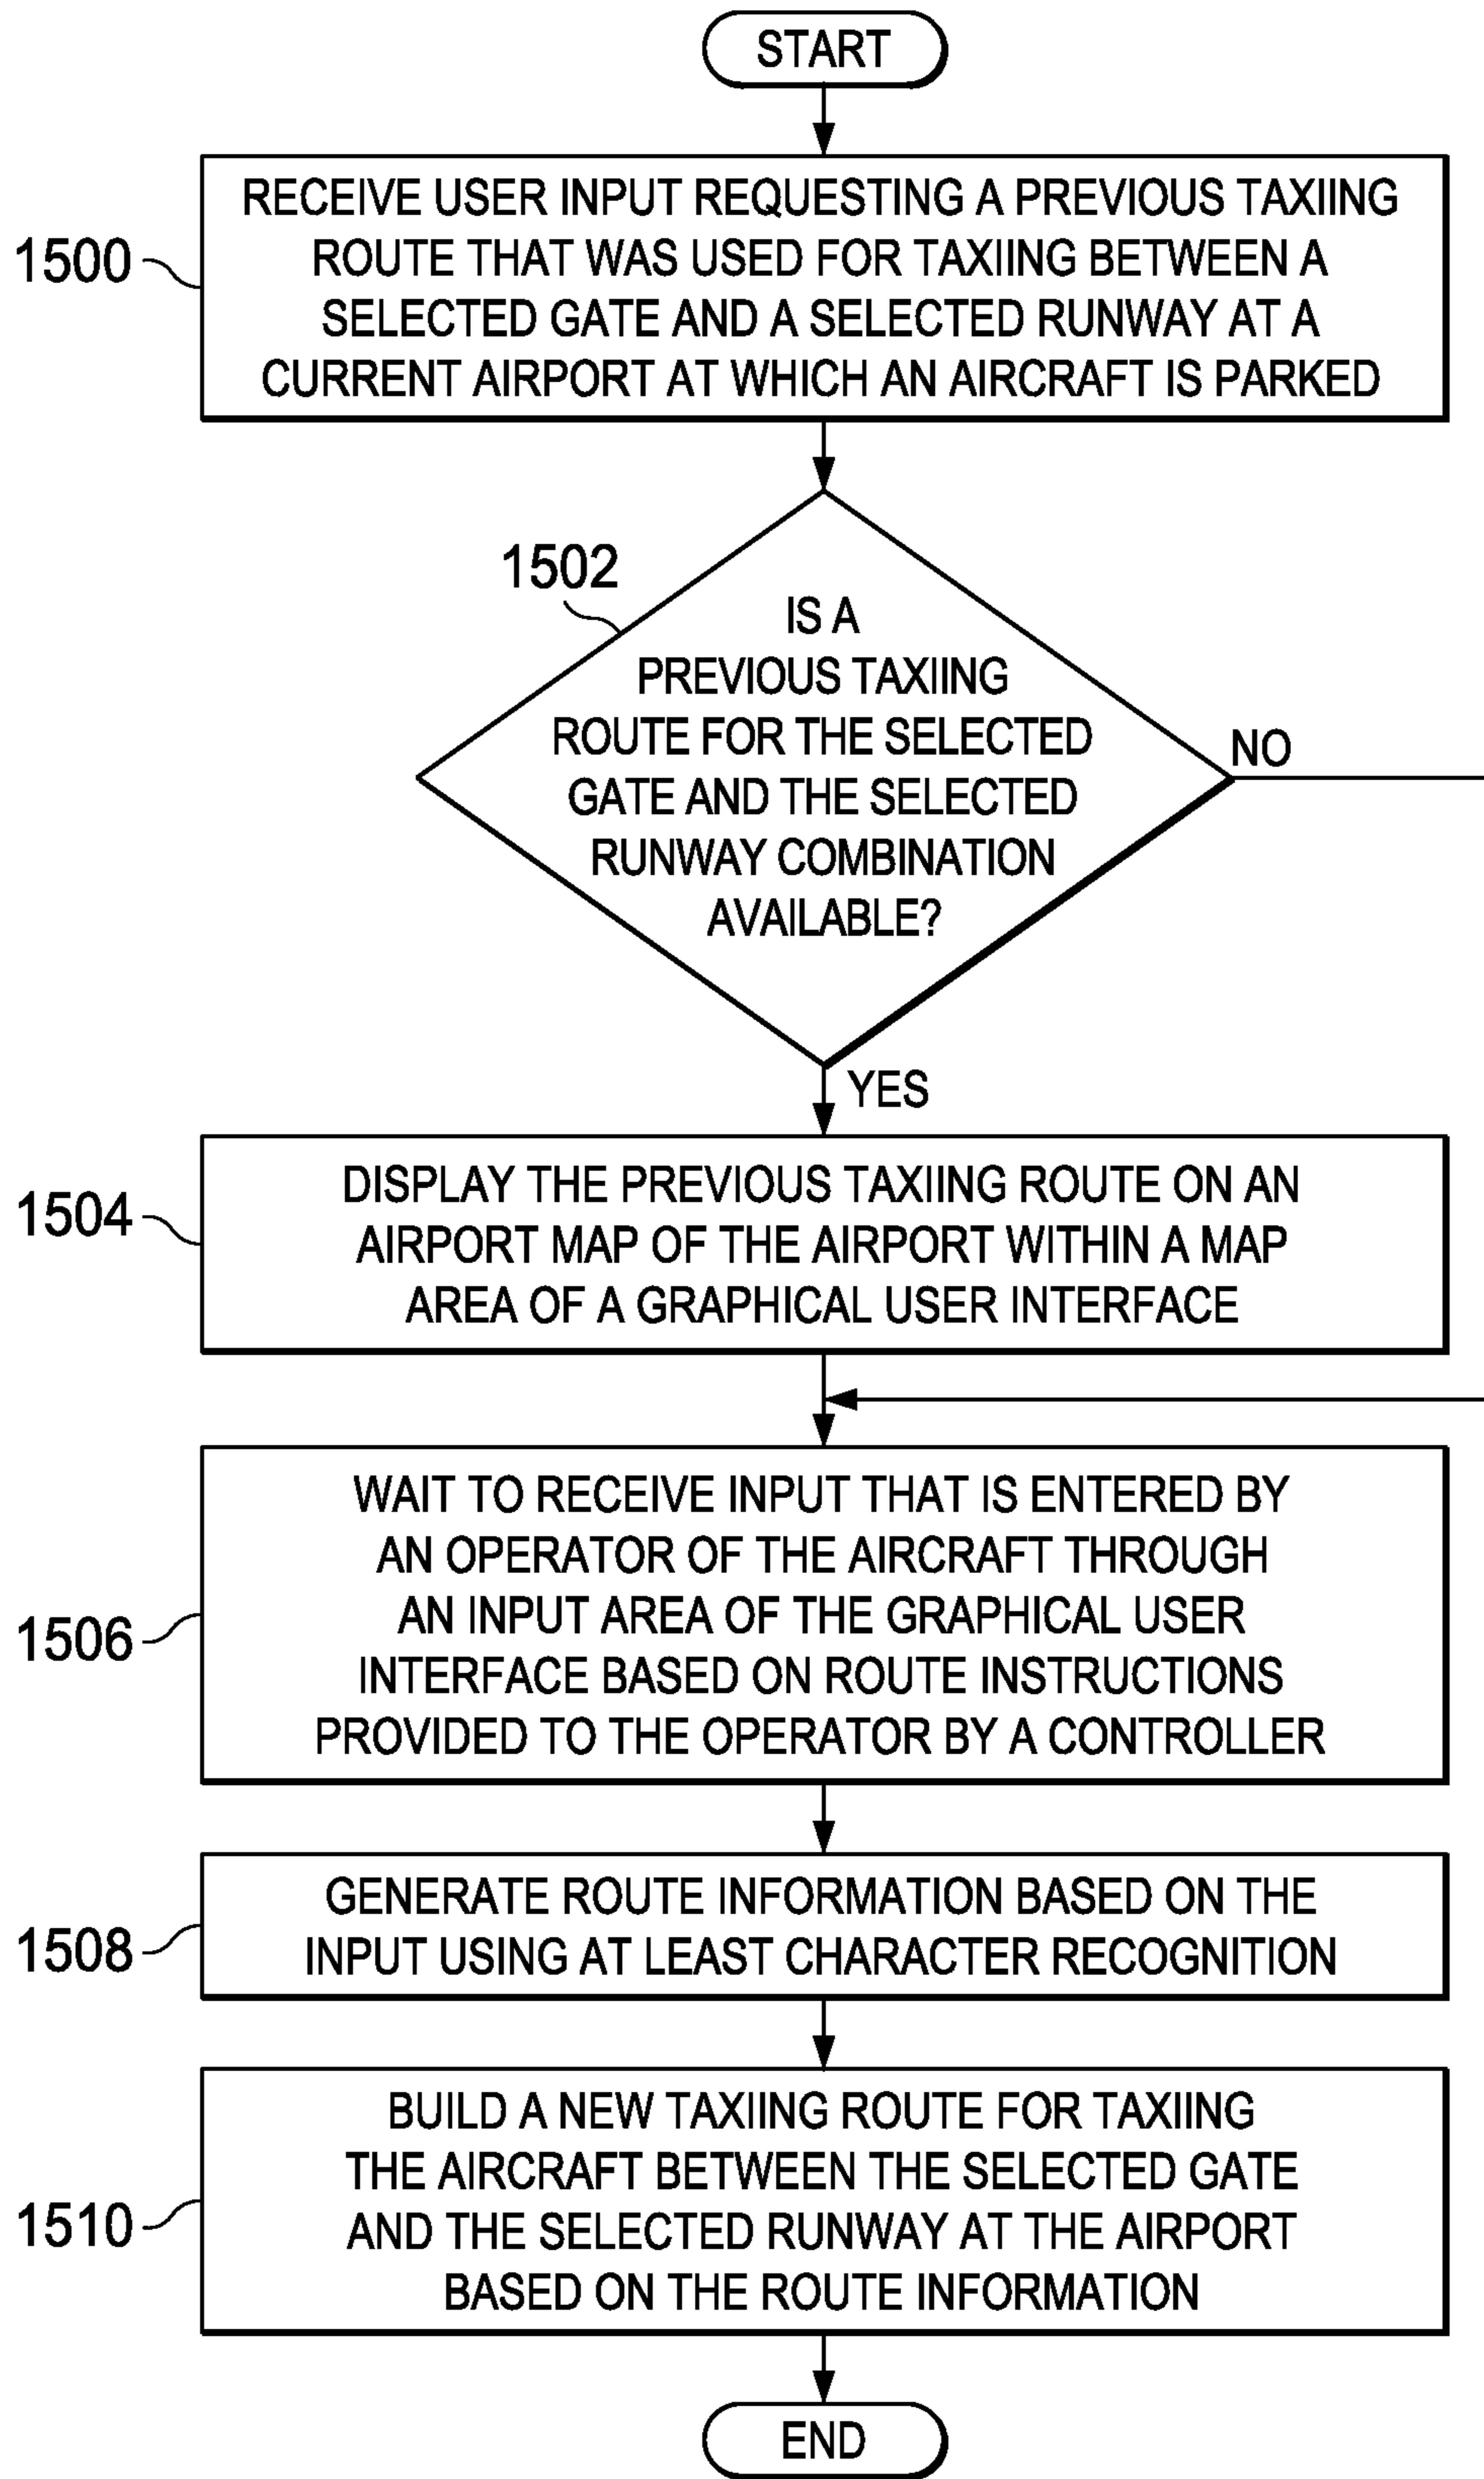 START
1500
RECEIVE USER INPUT REQUESTING A PREVIOUS TAXIING
ROUTE THAT WAS USED FOR TAXIING BETWEEN A
SELECTED GATE AND A SELECTED RUNWAY AT A
CURRENT AIRPORT AT WHICH AN AIRCRAFT IS PARKED
1502
IS A
PREVIOUS TAXIING
ROUTE FOR THE SELECTED
GATE AND THE SELECTED
RUNWAY COMBINATION
AVAILABLE?
NO
YES
1504
DISPLAY THE PREVIOUS TAXIING ROUTE ON AN
AIRPORT MAP OF THE AIRPORT WITHIN A MAP
AREA OF A GRAPHICAL USER INTERFACE
1506
WAIT TO RECEIVE INPUT THAT IS ENTERED BY
AN OPERATOR OF THE AIRCRAFT THROUGH
AN INPUT AREA OF THE GRAPHICAL USER
INTERFACE BASED ON ROUTE INSTRUCTIONS
PROVIDED TO THE OPERATOR BY A CONTROLLER
1508
GENERATE ROUTE INFORMATION BASED ON THE
INPUT USING AT LEAST CHARACTER RECOGNITION
1510
BUILD A NEW TAXIING ROUTE FOR TAXIING
THE AIRCRAFT BETWEEN THE SELECTED GATE
AND THE SELECTED RUNWAY AT THE AIRPORT
BASED ON THE ROUTE INFORMATION
END